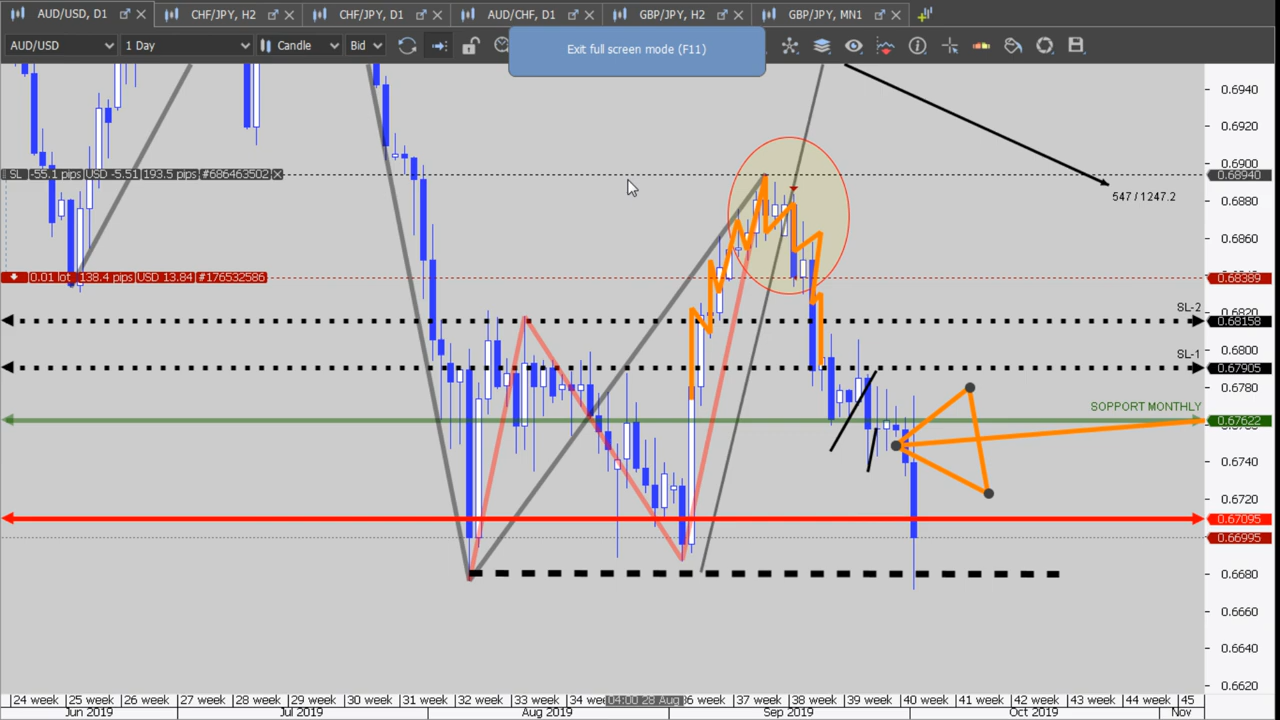 AUD/USD, D1 CHF/JPY, H2 CHF/JPY, D1 AUD/CHF, D1 GBP/JPY, H2 GBP/JPY, MN1
AUD/USD 1 Day Candle Bid
Exit full screen mode (F11)
0.6940
0.6920
0.6900
SL -55.1 pips USD -5.51 193.5 pips #686463502 0.68940
547 / 1247.2
0.6880
0.6860
0.01 lot 138.4 pips USD 13.84 #176532586 0.68389
SL-2
0.6820
0.68158
0.6800
SL-1
0.67905
0.6780
SOPPORT MONTHLY
0.67622
0.6740
0.6720
0.67095
0.66995
0.6680
0.6660
0.6640
0.6620
24 week 25 week 26 week 27 week 28 week 29 week 30 week 31 week 32 week 33 week 34 we 04:00 28 Aug 36 week 37 week 38 week 39 week 40 week 41 week 42 week 43 week 44 week 45
Jun 2019 Jul 2019 Aug 2019 Sep 2019 Oct 2019 Nov